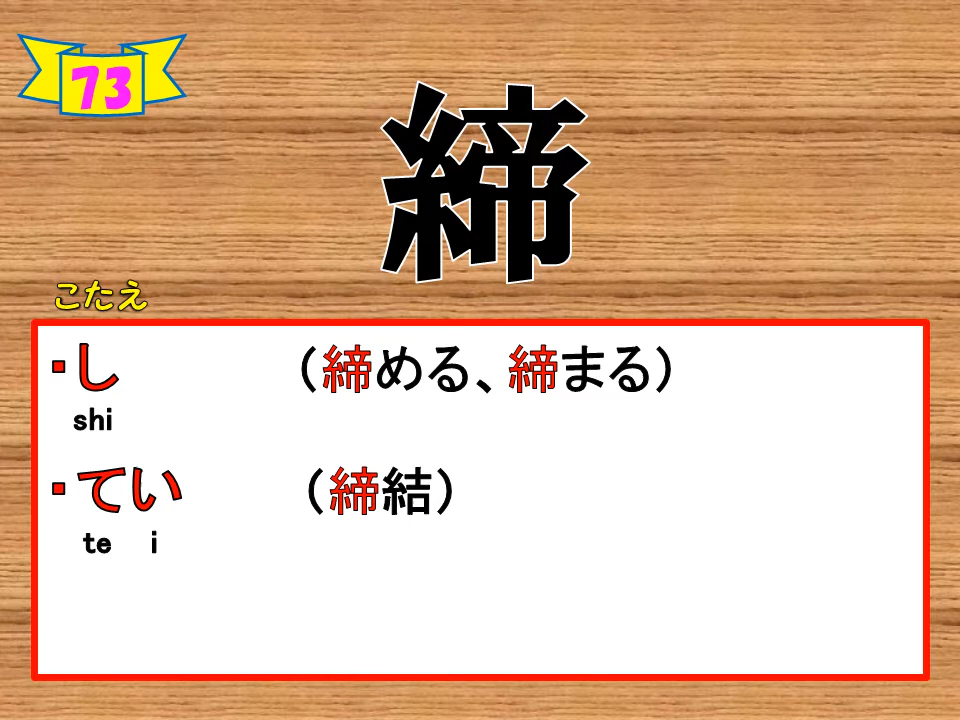 73
締
こたえ
・し （締める、締まる）
shi
・てい （締結）
te i